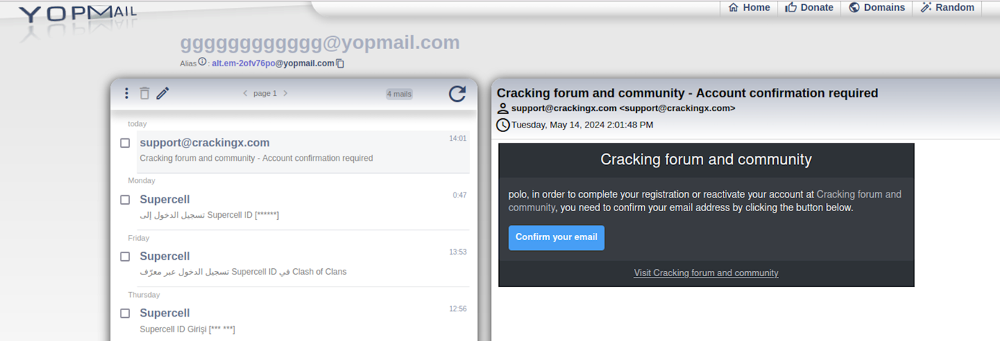 YOPMAIL
Home
Donate
Domains
Random
gggggggggggg@yopmail.com
Alias : alt.em-2ofv76po@yopmail.com
page 1
4 mails
today
support@crackingx.com
14:01
Cracking forum and community - Account confirmation required
Monday
Supercell
0:47
تسجيل الدخول إلى Supercell ID [******]
Friday
Supercell
13:53
تسجيل الدخول عبر معرّف Supercell ID في Clash of Clans
Thursday
Supercell
12:56
Supercell ID Girişi [*** ***]
Cracking forum and community - Account confirmation required
support@crackingx.com <support@crackingx.com>
Tuesday, May 14, 2024 2:01:48 PM
Cracking forum and community
polo, in order to complete your registration or reactivate your account at Cracking forum and
community, you need to confirm your email address by clicking the button below.
Confirm your email
Visit Cracking forum and community